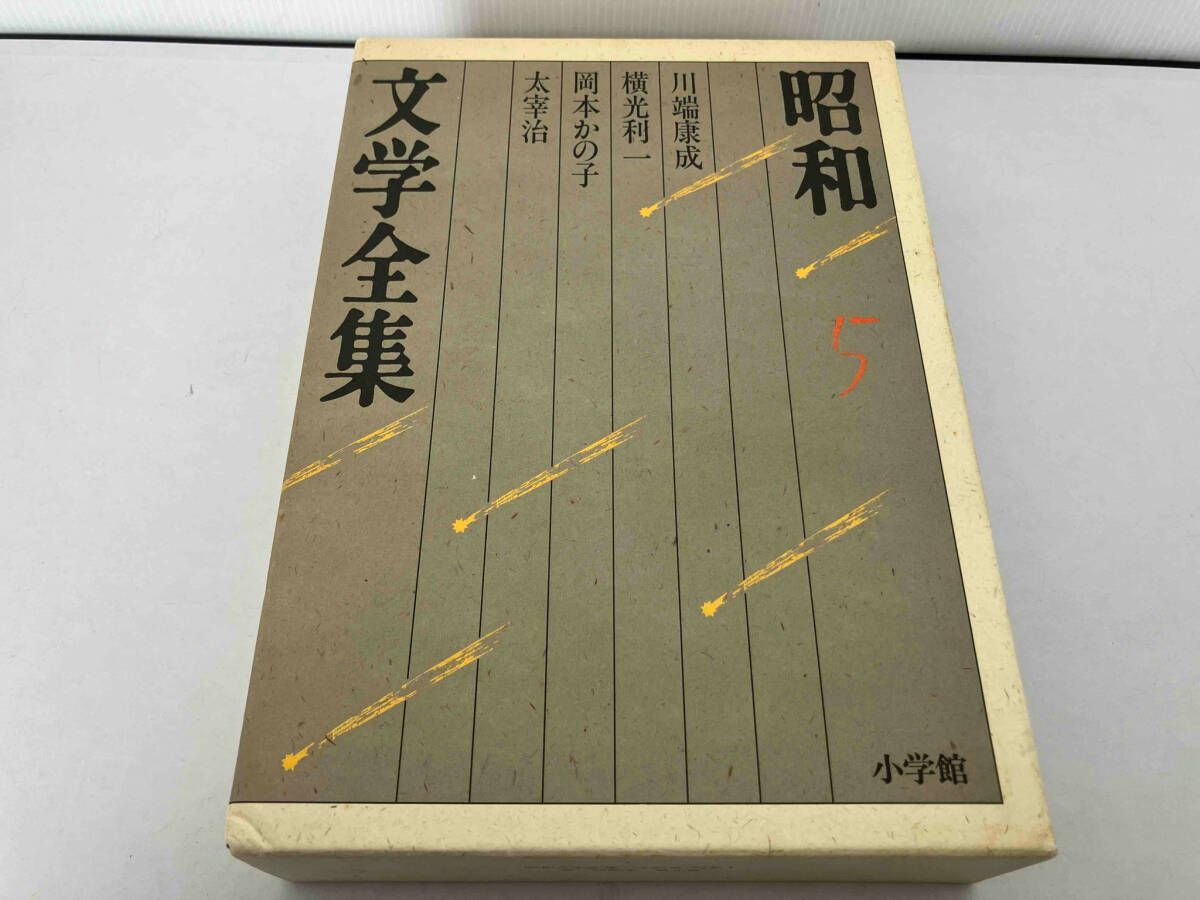 昭和
5
川端康成
横光利一
岡本かの子
太宰治
文学全集
小学館